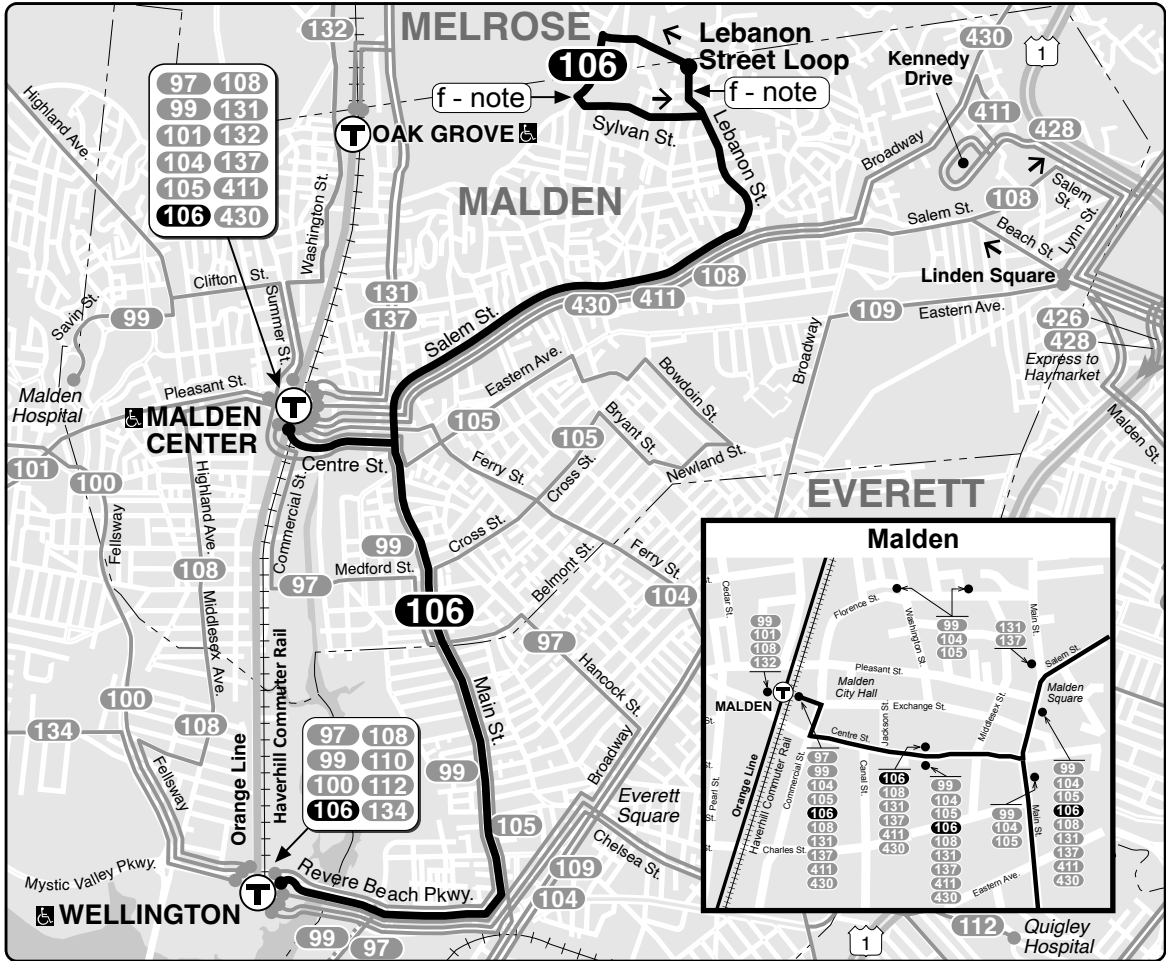 MELROSE
132
106
Lebanon
Street Loop
Kennedy
Drive
430
1
97 108
99 131
101 132
104 137
105 411
106 430
f - note
f - note
Highland Ave.
T OAK GROVE
Sylvan St.
Lebanon St.
Broadway
411
428
MALDEN
Washington St.
Salem St.
108
Salem St.
Beach St.
Lynn St.
Linden Square
Clifton St.
Summer St.
Savin St.
99
131
137
430
411
108
109
Eastern Ave.
426
428
Express to
Haymarket
Salem St.
Broadway
Malden
Hospital
Pleasant St.
T
MALDEN
CENTER
Eastern Ave.
Bowdoin St.
Bryant St.
105
105
Newland St.
Malden St.
101
100
Centre St.
Ferry St.
Cross St.
Highland Ave.
Commercial St.
EVERETT
Fellsway
Cross St.
99
Medford St.
97
108
Belmont St.
Ferry St.
104
106
97
Middlesex Ave.
Hancock St.
100
134
108
Fellsway
Orange Line
Haverhill Commuter Rail
97 108
99 110
100 112
106 134
Main St.
99
Broadway
Everett
Square
105
Chelsea St.
109
104
Mystic Valley Pkwy.
Revere Beach Pkwy.
T
WELLINGTON
99
97
1
112
Quigley
Hospital
Malden
Cedar St.
99
101
108
132
Florence St.
Washington St.
99
104
105
131
137
Main St.
Salem St.
Pleasant St.
T
MALDEN
Malden
City Hall
Exchange St.
Jackson St.
Middlesex St.
Malden
Square
Centre St.
Pearl St.
Orange Line
Haverhill Commuter Rail
Commercial St.
Canal St.
Charles St.
97
99
104
105
106
108
131
137
411
430
106
108
131
137
411
430
99
104
105
106
108
131
137
411
430
99
104
105
Main St.
99
104
105
106
108
131
137
411
430
Eastern Ave.
St.
St.
St.